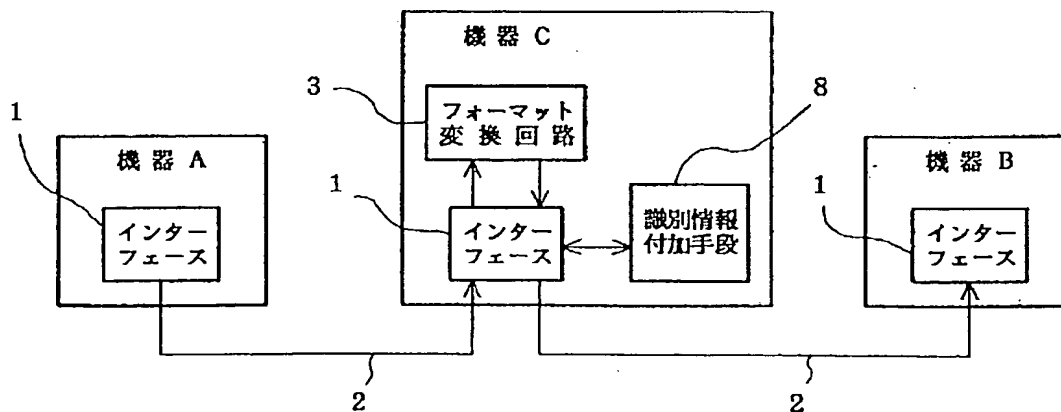 機器 C
3
フォーマット
変換回路
8
1
機器 A
インター
フェース
1
インター
フェース
識別情報
付加手段
機器 B
1
インター
フェース
2
2